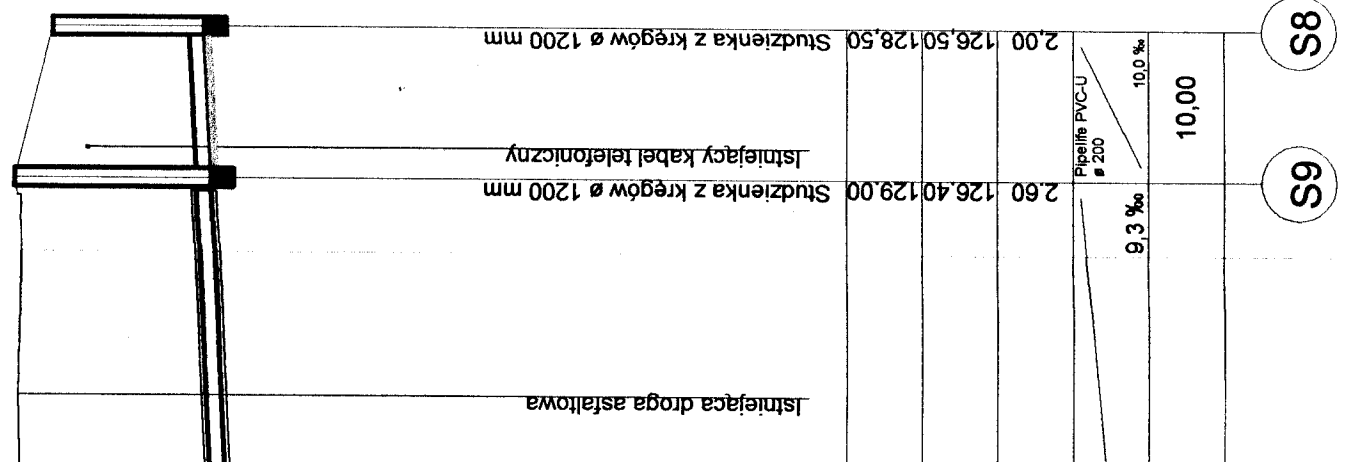 S8
Studzienka z kręgów ø 1200 mm
128,50
126,50
2,00
Pipelife PVC-U
ø 200
10,0 ‰
10,00
Istniejący kabel telefoniczny
S9
Studzienka z kręgów ø 1200 mm
129.00
126.40
2.60
9,3 ‰
Istniejąca droga asfaltowa